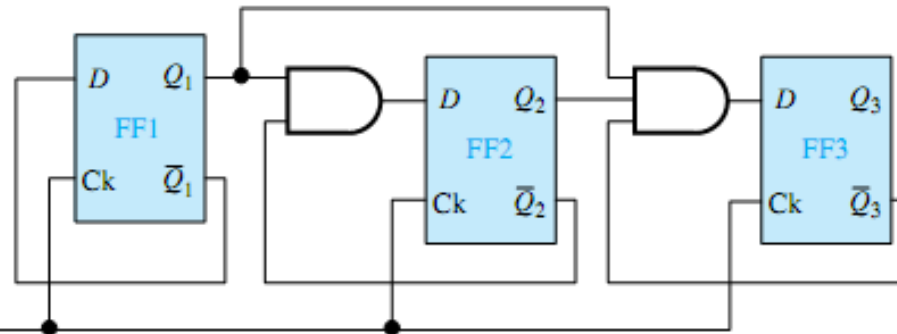 D Q₁
FF1
Ck Q̅₁
D Q₂
FF2
Ck Q̅₂
D Q₃
FF3
Ck Q̅₃